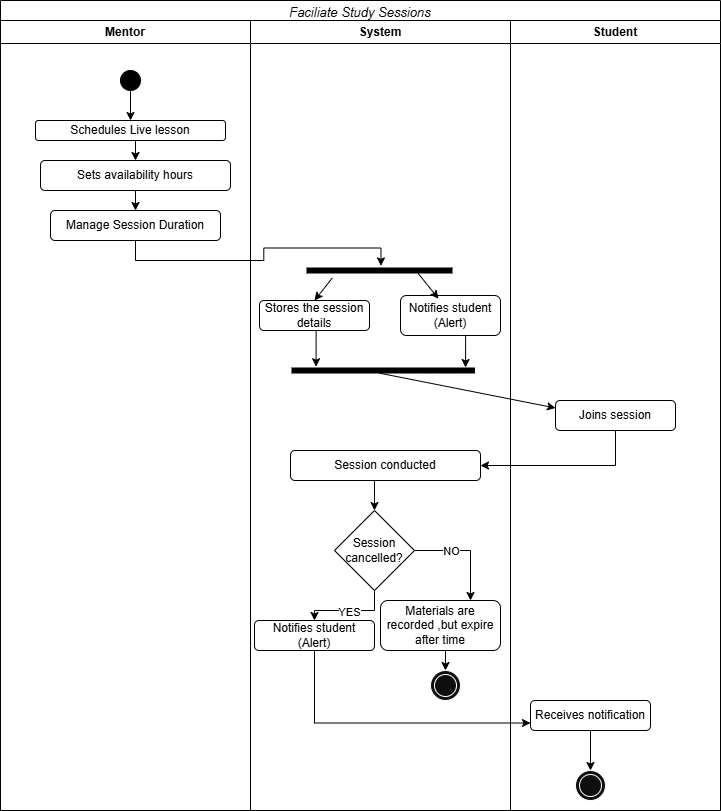 Faciliate Study Sessions
Mentor
System
Student
Schedules Live lesson
Sets availability hours
Manage Session Duration
Stores the session
details
Notifies student
(Alert)
Joins session
Session conducted
Session
cancelled?
NO
YES
Notifies student
(Alert)
Materials are
recorded ,but expire
after time
Receives notification